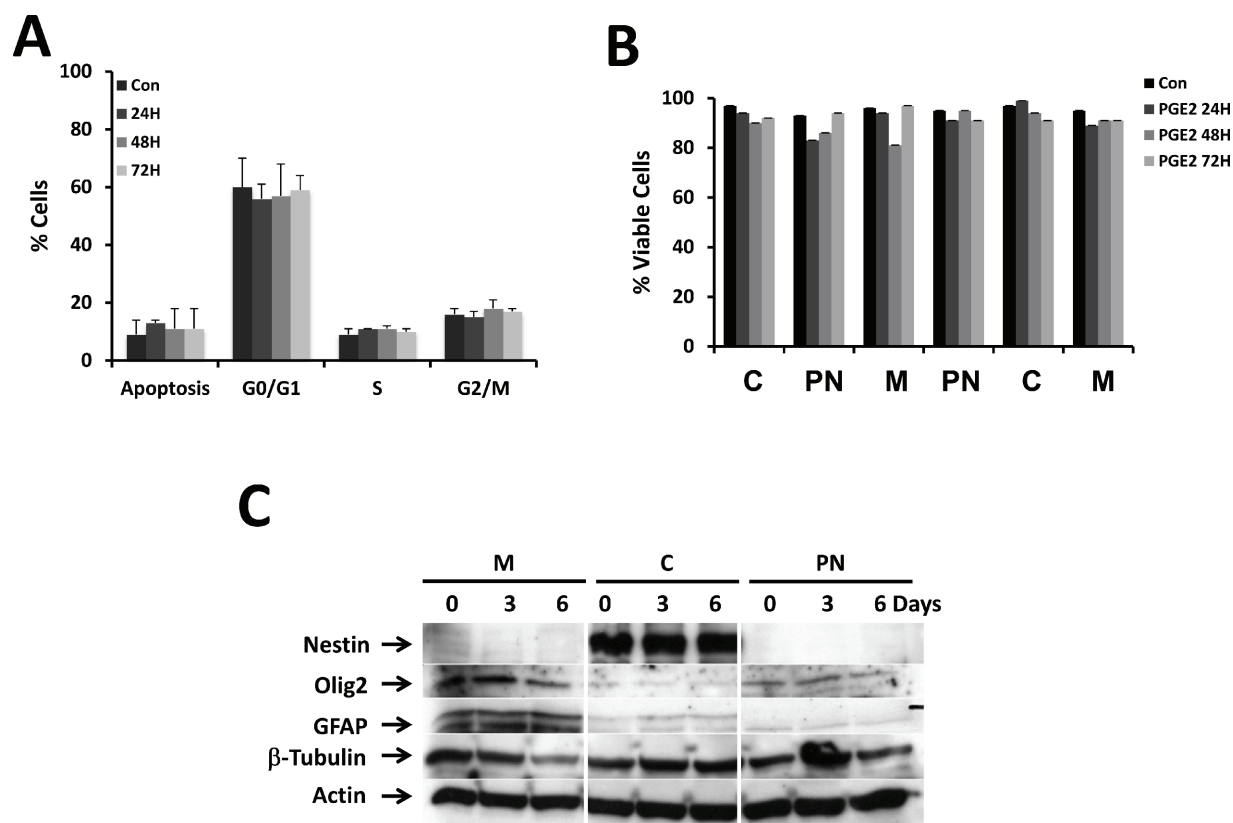 A
% Cells
100
80
60
40
20
0
Con
24H
48H
72H
Apoptosis G0/G1 S G2/M
B
% Viable Cells
100
80
60
40
20
0
Con
PGE2 24H
PGE2 48H
PGE2 72H
C PN M PN C M
C
M C PN
0 3 6 0 3 6 0 3 6 Days
Nestin
Olig2
GFAP
β-Tubulin
Actin